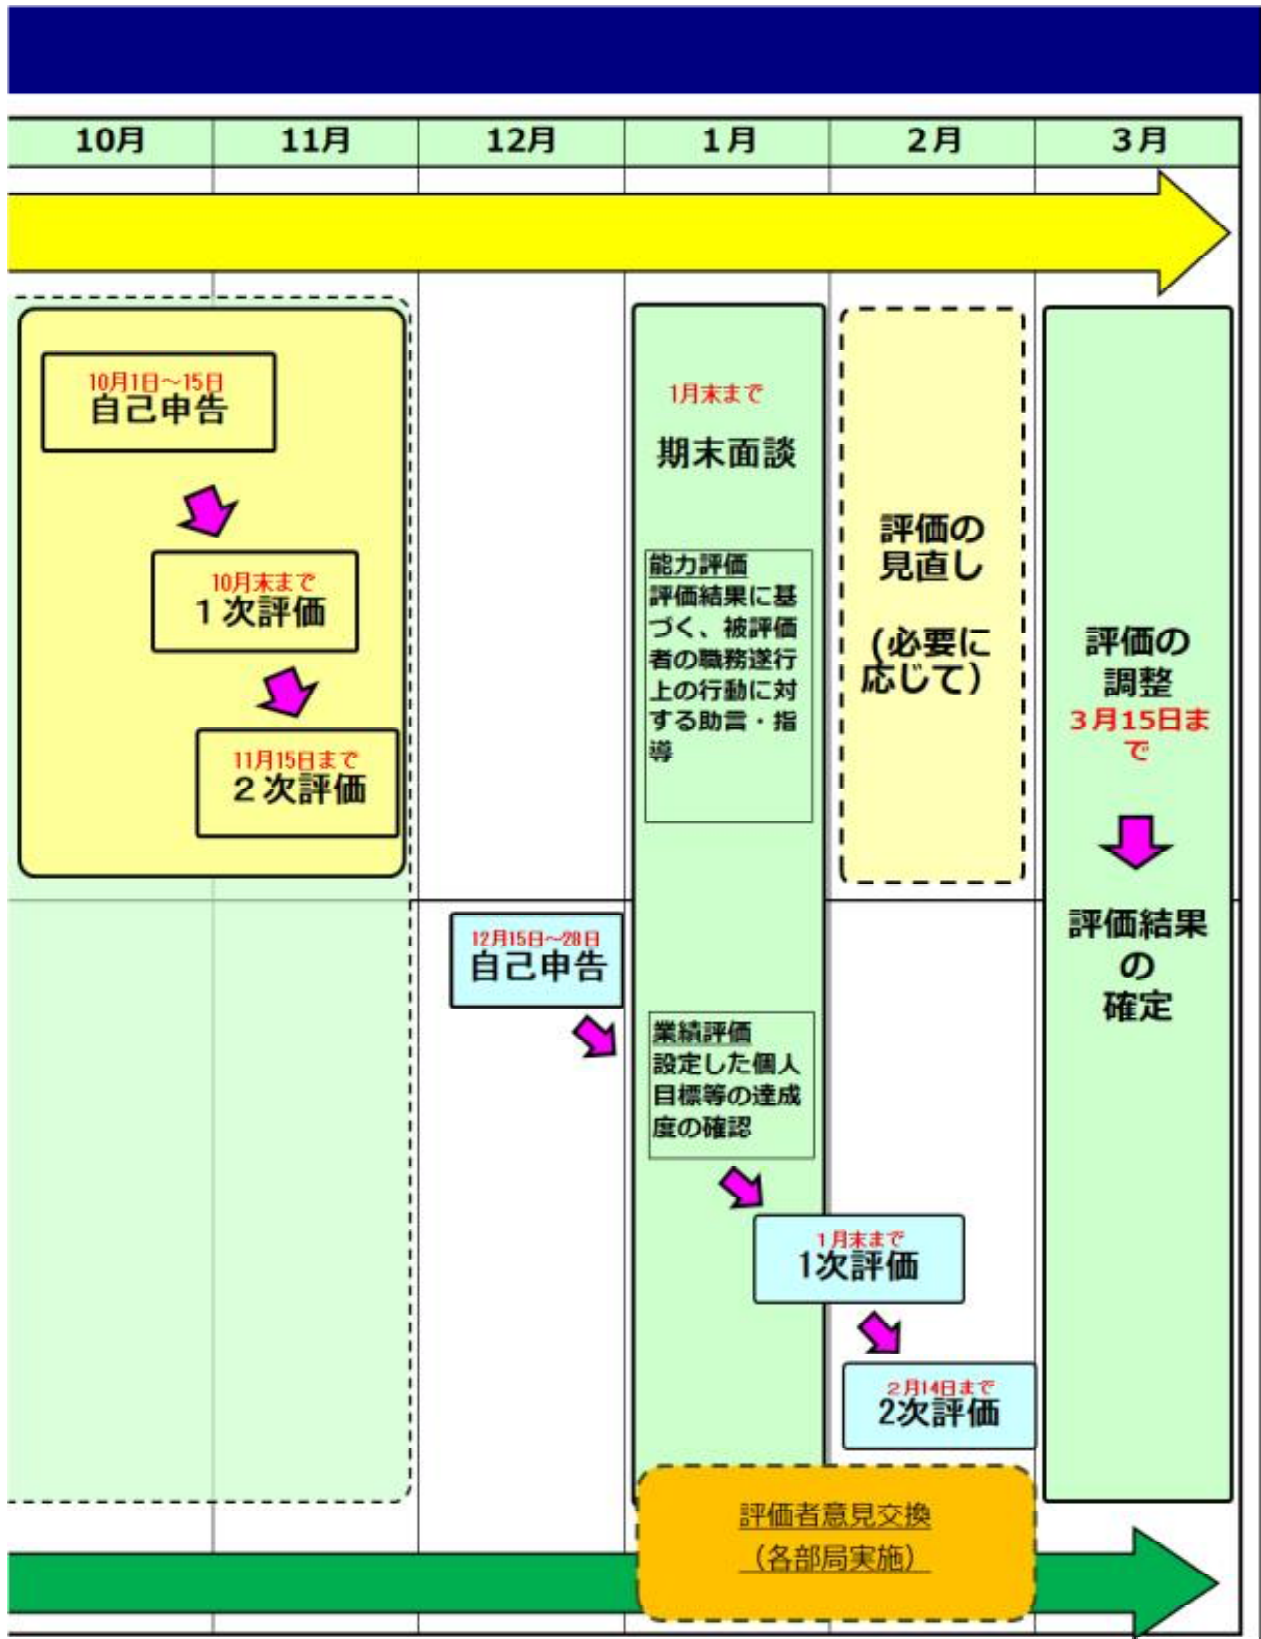 10月 11月 12月 1月 2月 3月
10月1日～15日
自己申告
10月末まで
1次評価
11月15日まで
2次評価
12月15日～28日
自己申告
1月末まで
期末面談
能力評価
評価結果に基
づく、被評価
者の職務遂行
上の行動に対
する助言・指
導
業績評価
設定した個人
目標等の達成
度の確認
1月末まで
1次評価
2月14日まで
2次評価
評価の
見直し
(必要に
応じて)
評価の
調整
3月15日ま
で
評価結果
の
確定
評価者意見交換
（各部局実施）